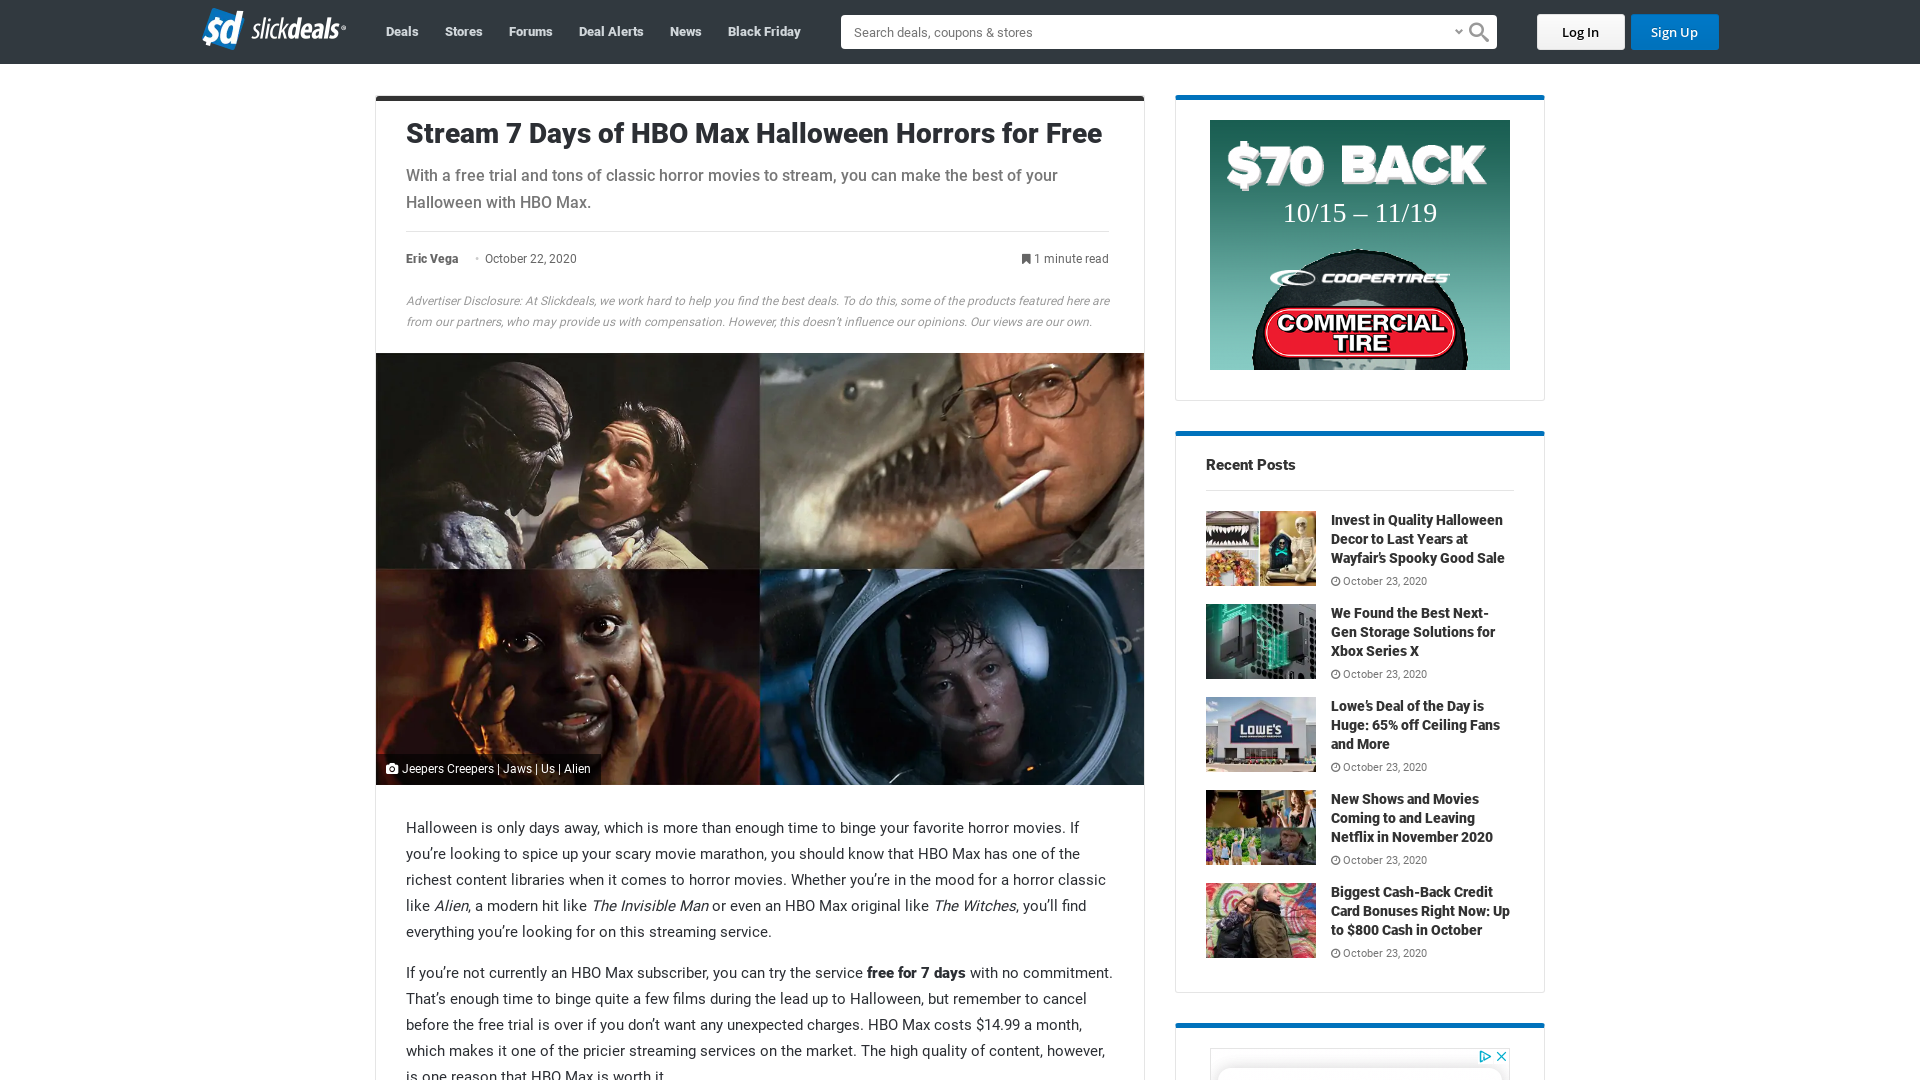 sd slickdeals
Deals Stores Forums Deal Alerts News Black Friday
Search deals, coupons & stores
Log In
Sign Up
Stream 7 Days of HBO Max Halloween Horrors for Free
With a free trial and tons of classic horror movies to stream, you can make the best of your
Halloween with HBO Max.
Eric Vega • October 22, 2020
1 minute read
Advertiser Disclosure: At Slickdeals, we work hard to help you find the best deals. To do this, some of the products featured here are
from our partners, who may provide us with compensation. However, this doesn’t influence our opinions. Our views are our own.
Jeepers Creepers | Jaws | Us | Alien
Halloween is only days away, which is more than enough time to binge your favorite horror movies. If
you’re looking to spice up your scary movie marathon, you should know that HBO Max has one of the
richest content libraries when it comes to horror movies. Whether you’re in the mood for a horror classic
like Alien, a modern hit like The Invisible Man or even an HBO Max original like The Witches, you’ll find
everything you’re looking for on this streaming service.
If you’re not currently an HBO Max subscriber, you can try the service free for 7 days with no commitment.
That’s enough time to binge quite a few films during the lead up to Halloween, but remember to cancel
before the free trial is over if you don’t want any unexpected charges. HBO Max costs $14.99 a month,
which makes it one of the pricier streaming services on the market. The high quality of content, however,
is one reason that HBO Max is worth it.
$70 BACK
10/15 – 11/19
COOPERTIRES
COMMERCIAL
TIRE
Recent Posts
Invest in Quality Halloween
Decor to Last Years at
Wayfair’s Spooky Good Sale
October 23, 2020
We Found the Best Next-
Gen Storage Solutions for
Xbox Series X
October 23, 2020
LOWE'S
Lowe’s Deal of the Day is
Huge: 65% off Ceiling Fans
and More
October 23, 2020
New Shows and Movies
Coming to and Leaving
Netflix in November 2020
October 23, 2020
Biggest Cash-Back Credit
Card Bonuses Right Now: Up
to $800 Cash in October
October 23, 2020